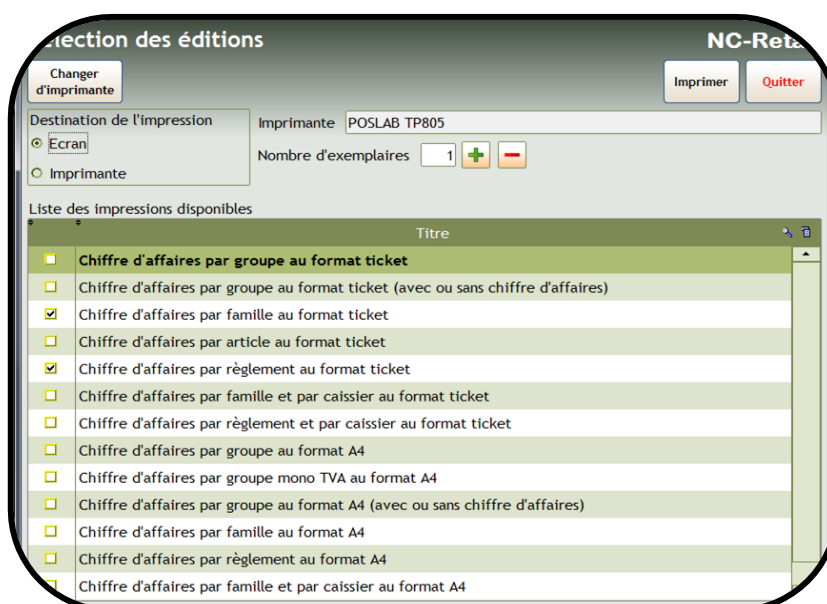 Sélection des éditions
NC-Retail
Changer
d'imprimante
Imprimer
Quitter
Destination de l'impression
Ecran
Imprimante
Imprimante POSLAB TP805
Nombre d'exemplaires 1
Liste des impressions disponibles
Titre
Chiffre d'affaires par groupe au format ticket
Chiffre d'affaires par groupe au format ticket (avec ou sans chiffre d'affaires)
Chiffre d'affaires par famille au format ticket
Chiffre d'affaires par article au format ticket
Chiffre d'affaires par règlement au format ticket
Chiffre d'affaires par famille et par caissier au format ticket
Chiffre d'affaires par règlement et par caissier au format ticket
Chiffre d'affaires par groupe au format A4
Chiffre d'affaires par groupe mono TVA au format A4
Chiffre d'affaires par groupe au format A4 (avec ou sans chiffre d'affaires)
Chiffre d'affaires par famille au format A4
Chiffre d'affaires par règlement au format A4
Chiffre d'affaires par famille et par caissier au format A4